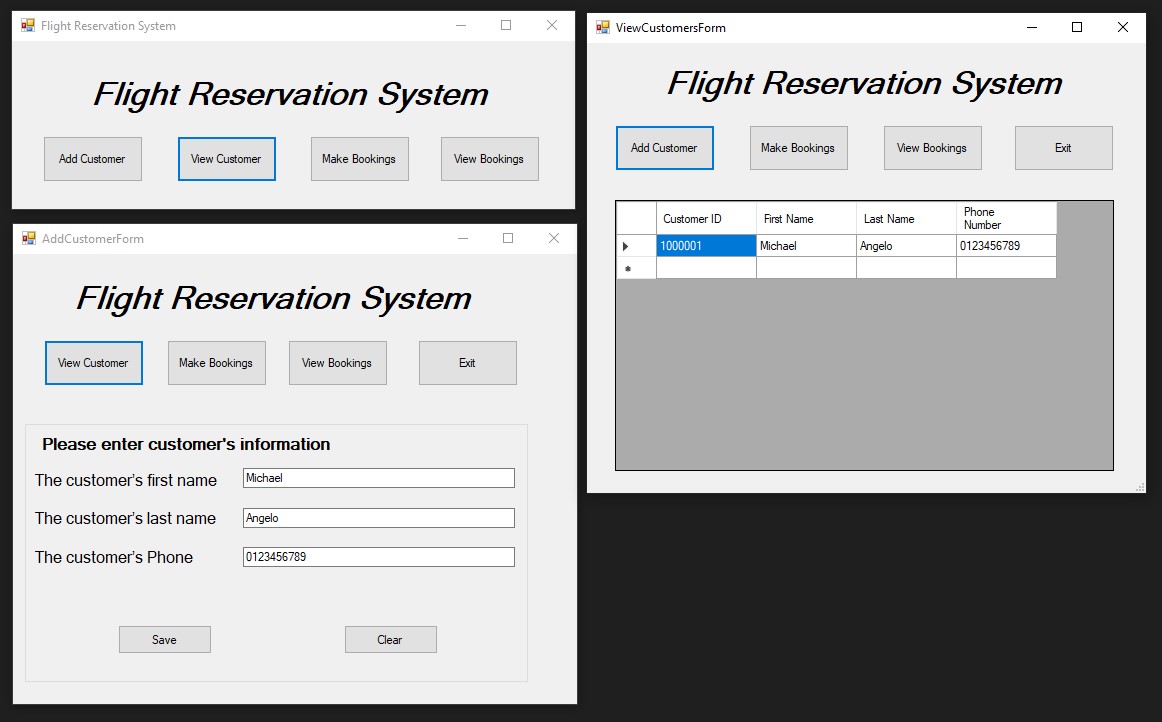 Flight Reservation System
Flight Reservation System
Add Customer View Customer Make Bookings View Bookings
AddCustomerForm
Flight Reservation System
View Customer Make Bookings View Bookings Exit
Please enter customer's information
The customer's first name Michael
The customer's last name Angelo
The customer's Phone 0123456789
Save Clear
ViewCustomersForm
Flight Reservation System
Add Customer Make Bookings View Bookings Exit
Customer ID First Name Last Name Phone
Number
1000001 Michael Angelo 0123456789